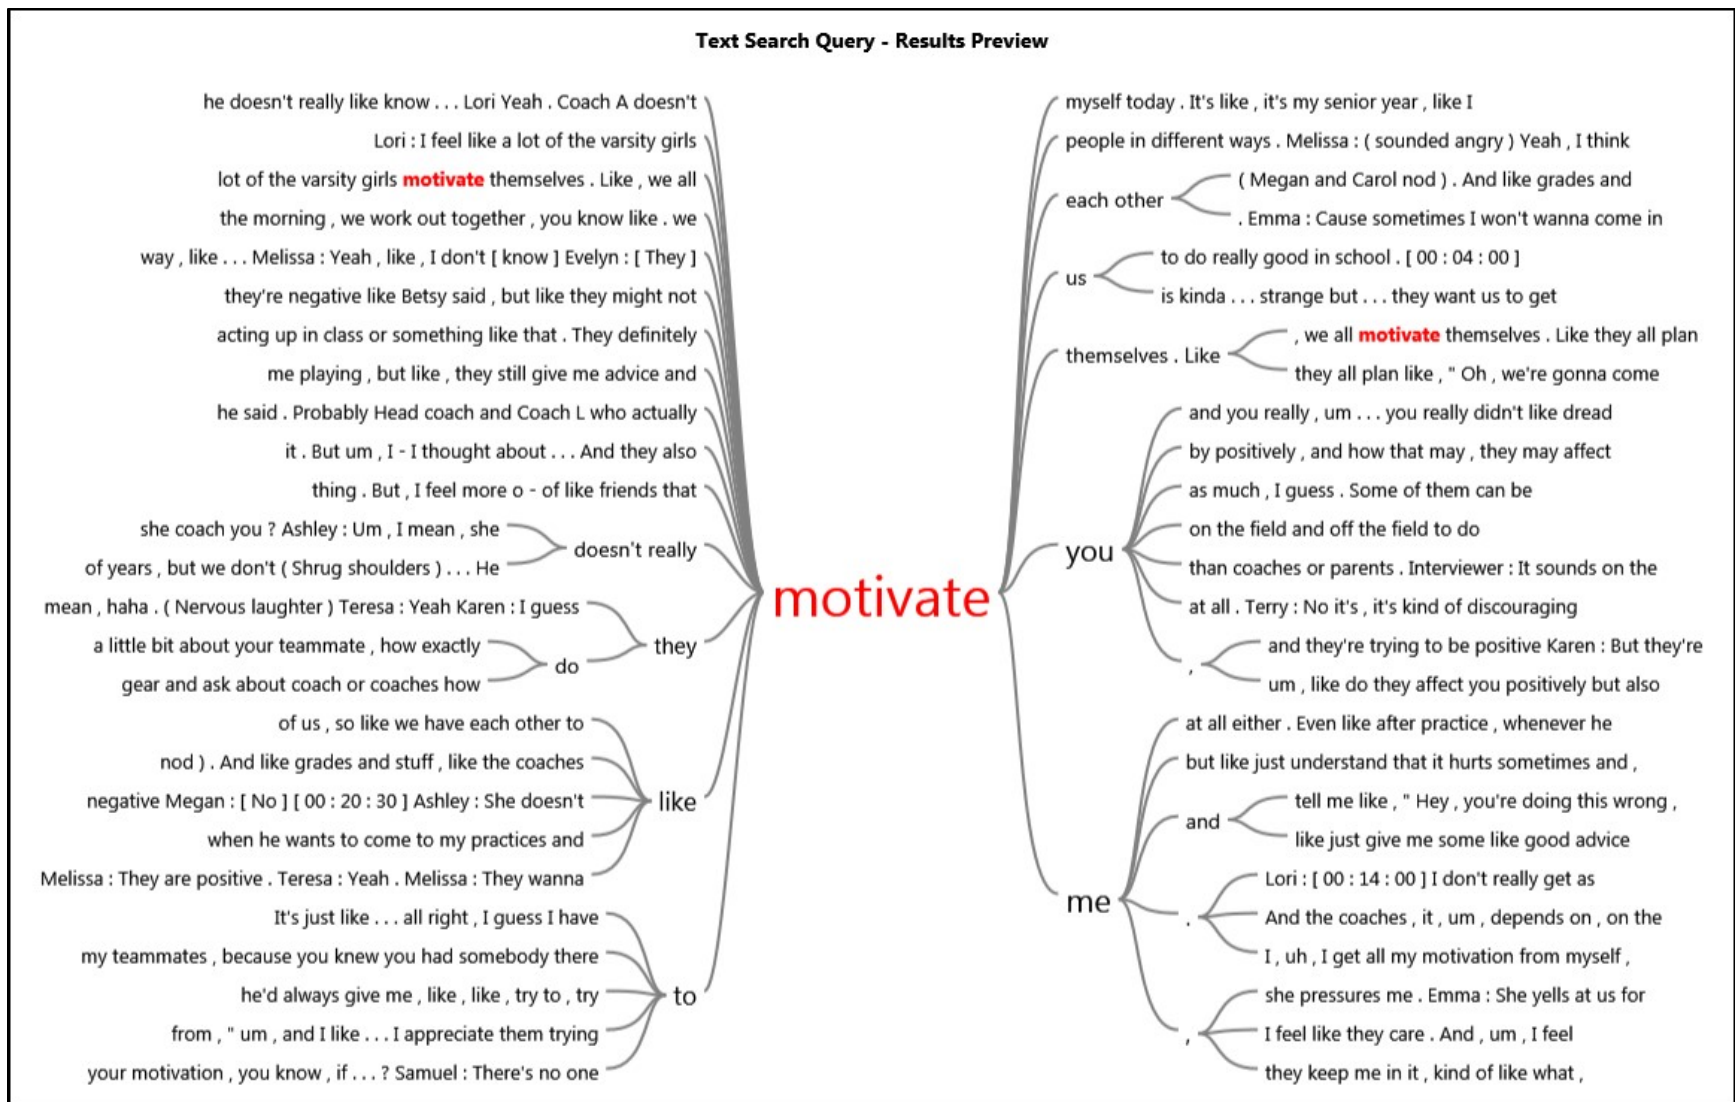 Text Search Query - Results Preview
he doesn't really like know . . . Lori Yeah . Coach A doesn't
Lori : I feel like a lot of the varsity girls
lot of the varsity girls motivate themselves . Like , we all
the morning , we work out together , you know like . we
way , like . . . Melissa : Yeah , like , I don't [ know ] Evelyn : [ They ]
they're negative like Betsy said , but like they might not
acting up in class or something like that . They definitely
me playing , but like , they still give me advice and
he said . Probably Head coach and Coach L who actually
it . But um , I - I thought about . . . And they also
thing . But , I feel more o - of like friends that
she coach you ? Ashley : Um , I mean , she
of years , but we don't ( Shrug shoulders ) . . . He
doesn't really
mean , haha . ( Nervous laughter ) Teresa : Yeah Karen : I guess
a little bit about your teammate , how exactly
gear and ask about coach or coaches how
do
they
of us , so like we have each other to
nod ) . And like grades and stuff , like the coaches
negative Megan : [ No ] [ 00 : 20 : 30 ] Ashley : She doesn't
when he wants to come to my practices and
Melissa : They are positive . Teresa : Yeah . Melissa : They wanna
like
It's just like . . . all right , I guess I have
my teammates , because you knew you had somebody there
he'd always give me , like , like , try to , try
from , " um , and I like . . . I appreciate them trying
your motivation , you know , if . . . ? Samuel : There's no one
to
motivate
myself today . It's like , it's my senior year , like I
people in different ways . Melissa : ( sounded angry ) Yeah , I think
each other
( Megan and Carol nod ) . And like grades and
. Emma : Cause sometimes I won't wanna come in
us
to do really good in school . [ 00 : 04 : 00 ]
is kinda . . . strange but . . . they want us to get
themselves . Like
, we all motivate themselves . Like they all plan
they all plan like , " Oh , we're gonna come
you
and you really , um . . . you really didn't like dread
by positively , and how that may , they may affect
as much , I guess . Some of them can be
on the field and off the field to do
than coaches or parents . Interviewer : It sounds on the
at all . Terry : No it's , it's kind of discouraging
,
and they're trying to be positive Karen : But they're
um , like do they affect you positively but also
me
at all either . Even like after practice , whenever he
but like just understand that it hurts sometimes and ,
and
tell me like , " Hey , you're doing this wrong ,
like just give me some like good advice
.
Lori : [ 00 : 14 : 00 ] I don't really get as
And the coaches , it , um , depends on , on the
I , uh , I get all my motivation from myself ,
,
she pressures me . Emma : She yells at us for
I feel like they care . And , um , I feel
they keep me in it , kind of like what ,